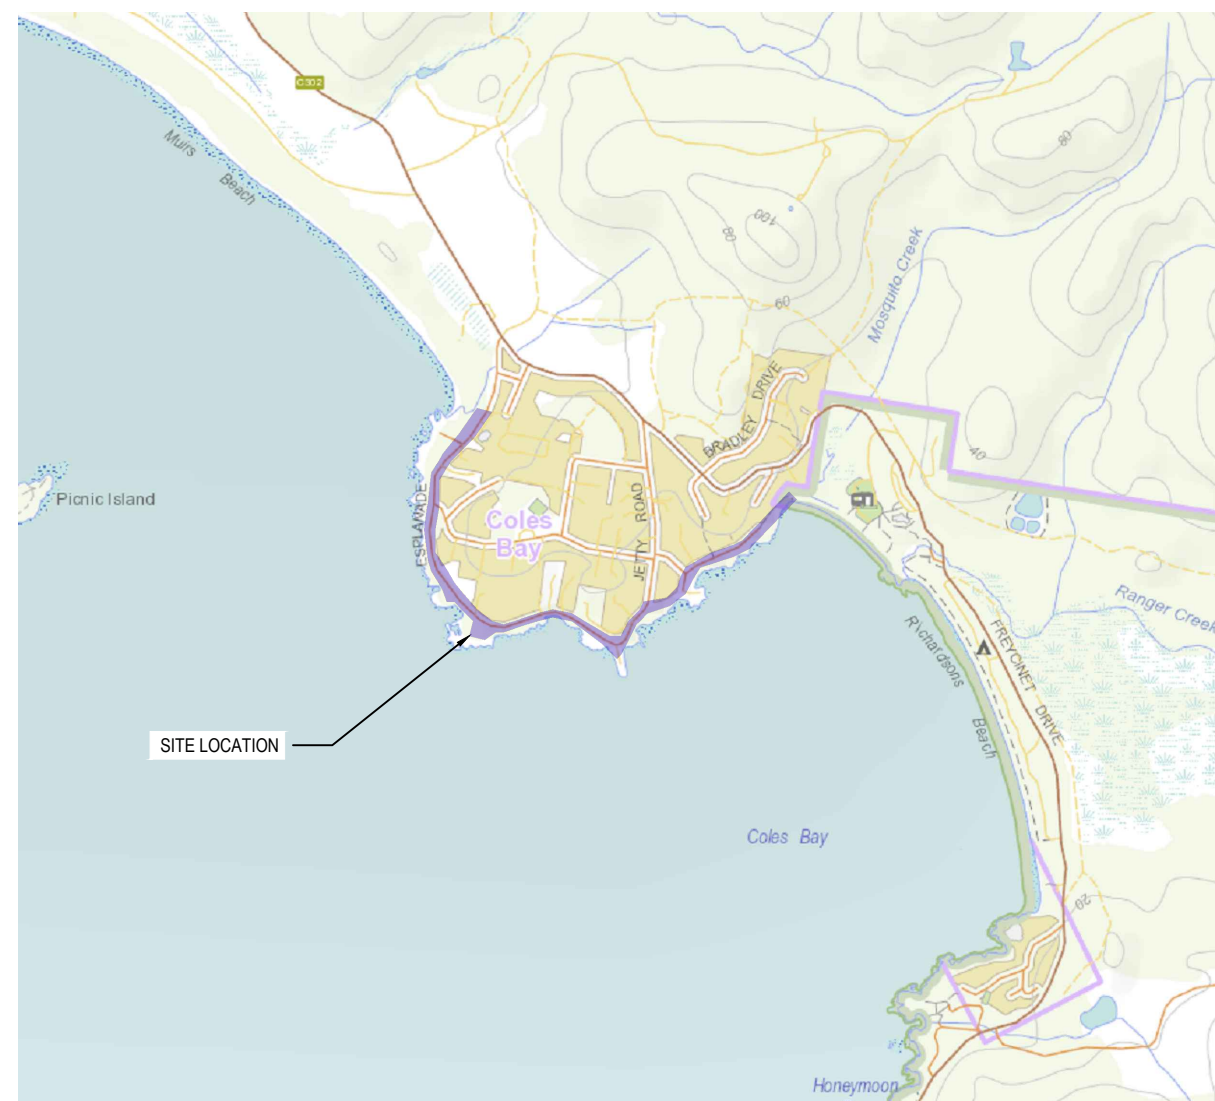 C302
Muirs
Beach
80
100
80
60
Mosquito Creek
BRADLEY DRIVE
40
Picnic Island
ESPLANADE
Coles
Bay
JETTY ROAD
Ranger Creek
Richardsons
Beach
FREYCINET DRIVE
SITE LOCATION
Coles Bay
20
Honeymoon